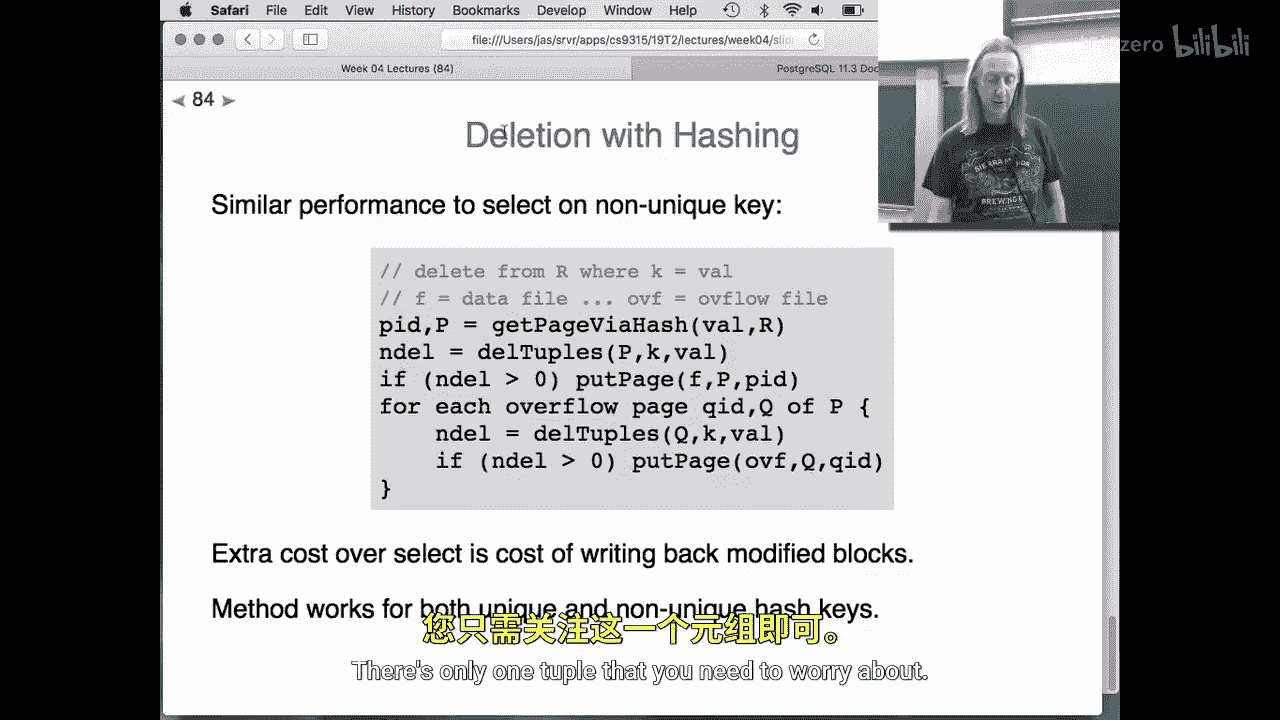 Safari File Edit View History Bookmarks Develop Window Help
file:///Users/jas/srvr/apps/cs9315/19T2/lectures/week04/slid
zero bilibili
Week 04 Lectures (84)
PostgreSQL 11.3 Doc
84
Deletion with Hashing
Similar performance to select on non-unique key:
// delete from R where k = val
// f = data file ... ovf = ovflow file
pid,P = getPageViaHash(val,R)
ndel = delTuples(P,k,val)
if (ndel > 0) putPage(f,P,pid)
for each overflow page qid,Q of P {
ndel = delTuples(Q,k,val)
if (ndel > 0) putPage(ovf,Q,qid)
}
Extra cost over select is cost of writing back modified blocks.
Method works for both unique and non-unique hash keys.
您只需关注这一个元组即可。
There's only one tuple that you need to worry about.